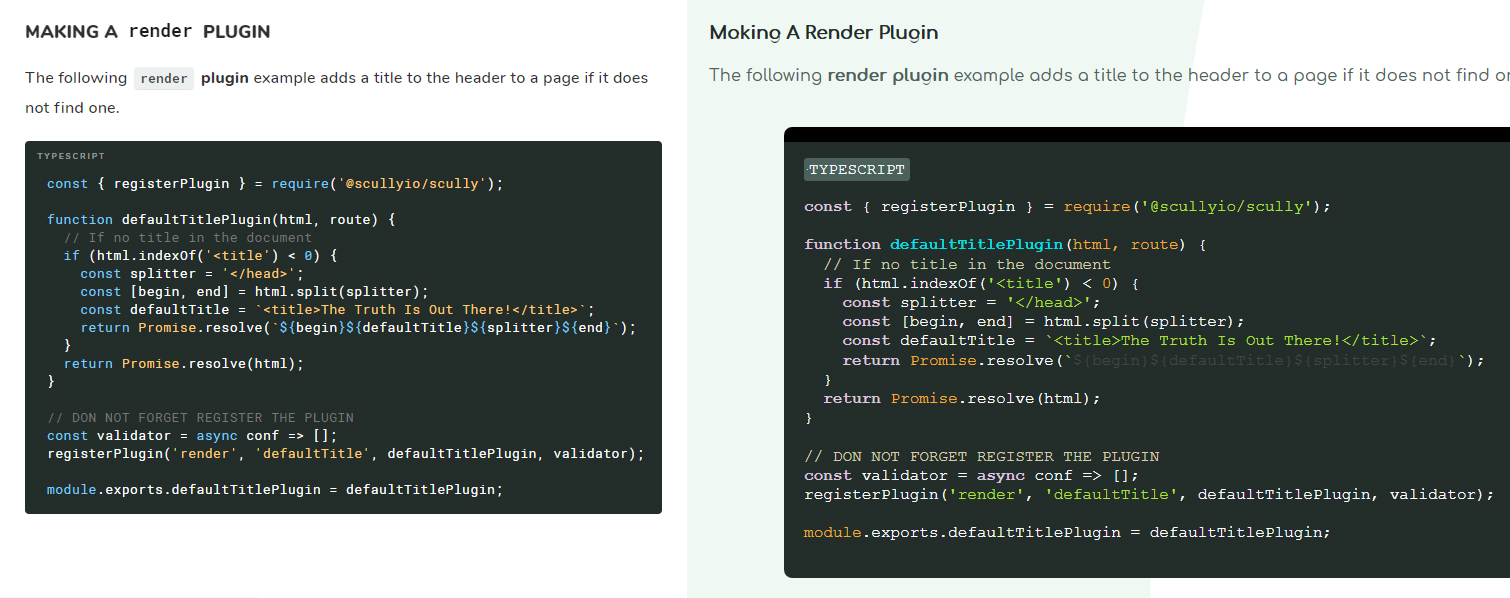 MAKING A render PLUGIN
The following render plugin example adds a title to the header to a page if it does
not find one.
TYPESCRIPT
const { registerPlugin } = require('@scullyio/scully');
function defaultTitlePlugin(html, route) {
// If no title in the document
if (html.indexOf('<title') < 0) {
const splitter = '</head>';
const [begin, end] = html.split(splitter);
const defaultTitle = `<title>The Truth Is Out There!</title>`;
return Promise.resolve(`${begin}${defaultTitle}${splitter}${end}`);
}
return Promise.resolve(html);
}
// DON NOT FORGET REGISTER THE PLUGIN
const validator = async conf => [];
registerPlugin('render', 'defaultTitle', defaultTitlePlugin, validator);
module.exports.defaultTitlePlugin = defaultTitlePlugin;
Making A Render Plugin
The following render plugin example adds a title to the header to a page if it does not find or
TYPESCRIPT
const { registerPlugin } = require('@scullyio/scully');
function defaultTitlePlugin(html, route) {
// If no title in the document
if (html.indexOf('<title') < 0) {
const splitter = '</head>';
const [begin, end] = html.split(splitter);
const defaultTitle = `<title>The Truth Is Out There!</title>`;
return Promise.resolve(`${begin}${defaultTitle}${splitter}${end}`);
}
return Promise.resolve(html);
}
// DON NOT FORGET REGISTER THE PLUGIN
const validator = async conf => [];
registerPlugin('render', 'defaultTitle', defaultTitlePlugin, validator);
module.exports.defaultTitlePlugin = defaultTitlePlugin;